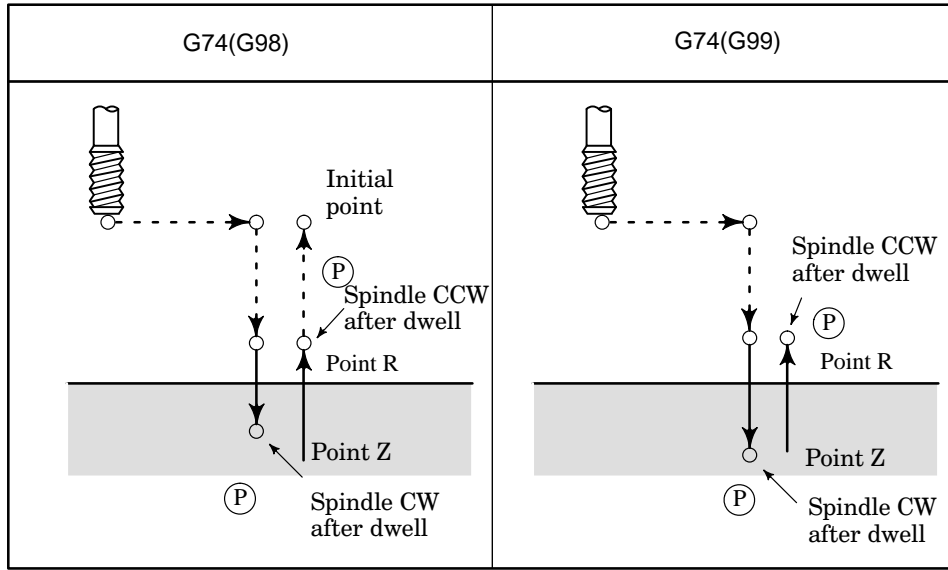 G74(G98)
G74(G99)
Initial
point
P
Spindle CCW
after dwell
Point R
Point Z
P
Spindle CW
after dwell
Spindle CCW
after dwell
P
Point R
Point Z
P
Spindle CW
after dwell